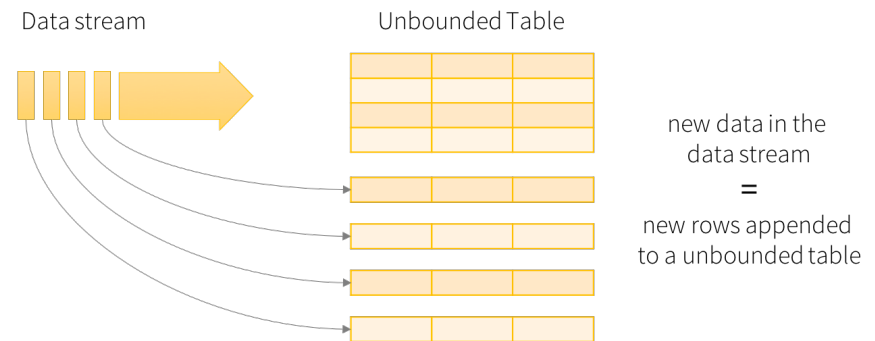 Data stream
Unbounded Table
new data in the
data stream
=
new rows appended
to a unbounded table